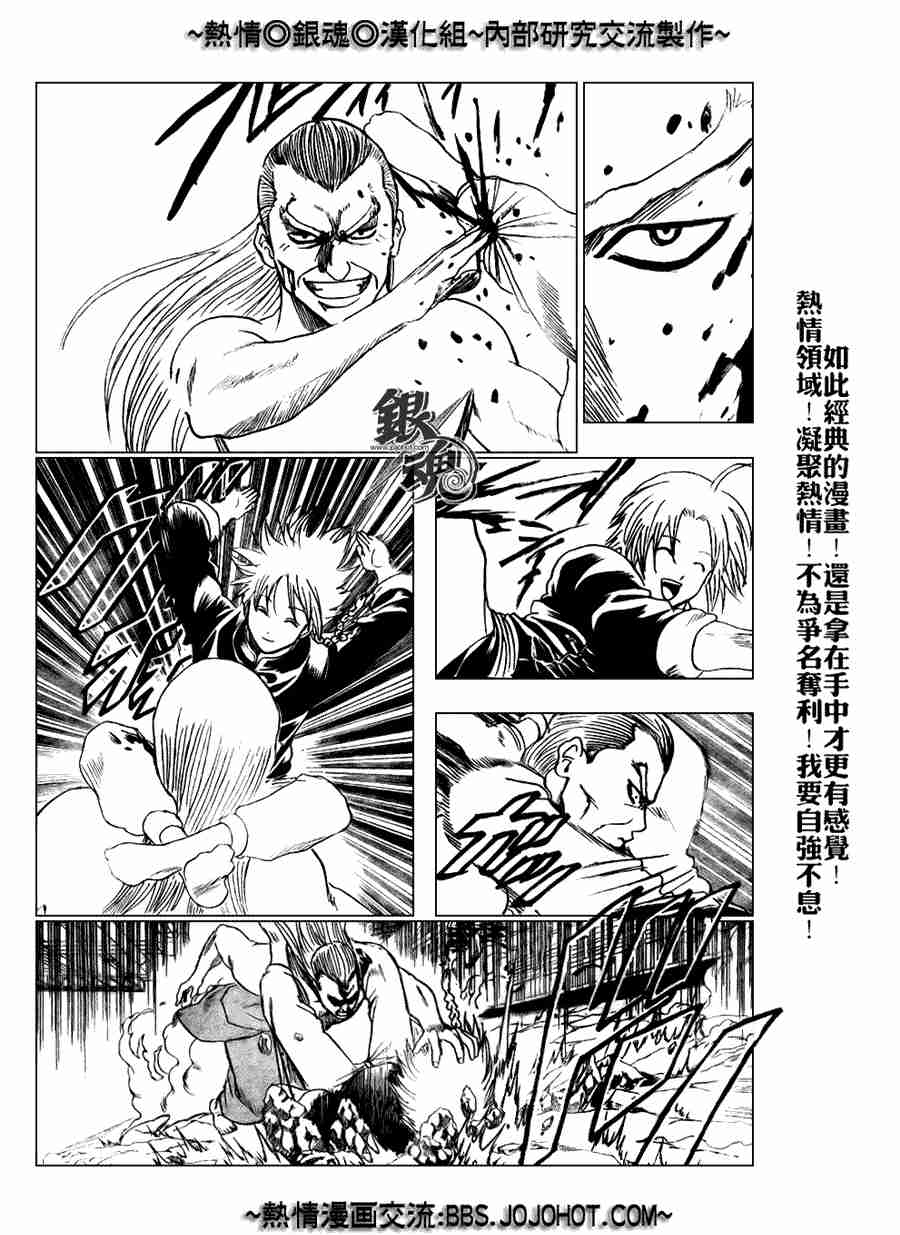 ~熱情◎銀魂◎漢化組~內部研究交流製作~
銀魂
www.jojohot.com
如此經典的漫畫！還是拿在手中才更有感覺！
熱情領域！凝聚熱情！不為爭名奪利！我要自強不息！
~熱情漫画交流:BBS.JOJOHOT.COM~